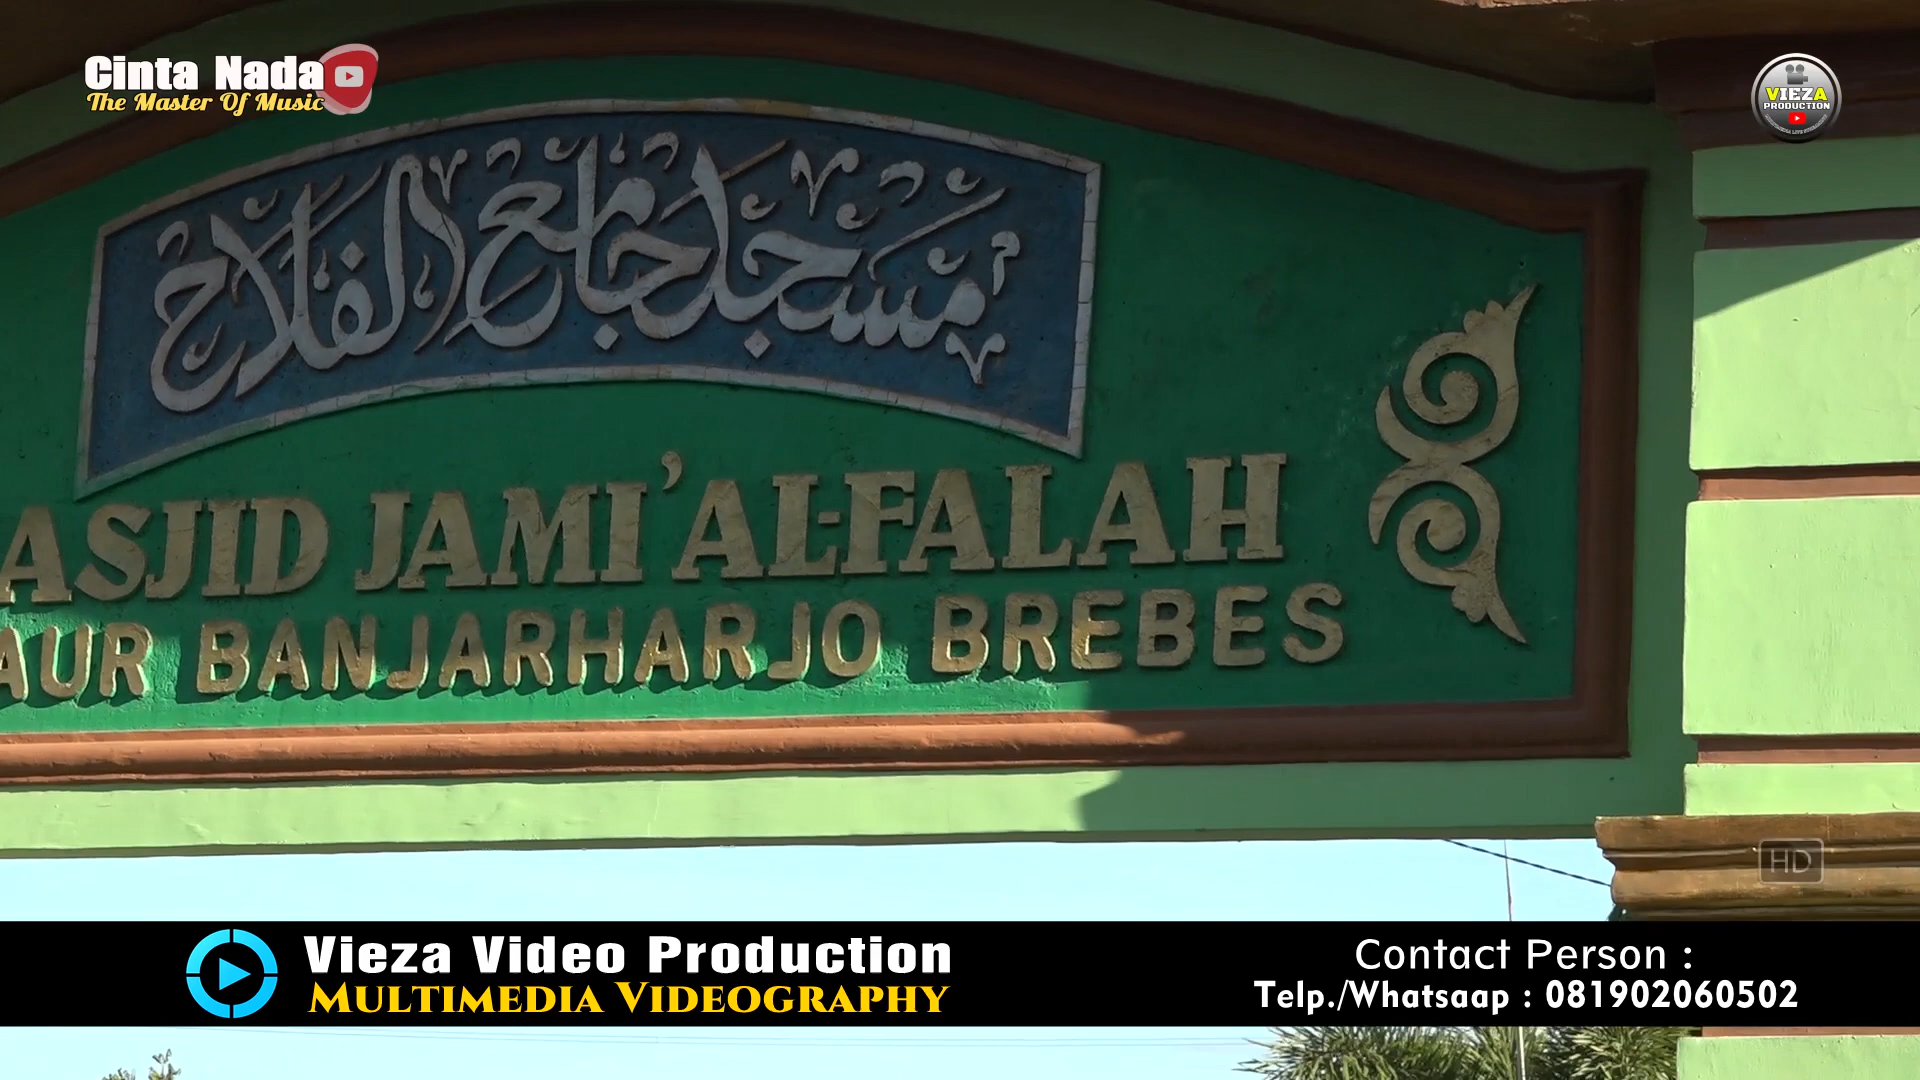 Cinta Nada
The Master Of Music
VIEZA
PRODUCTION
مسجد جامع الفلاح
ASJID JAMI' AL-FALAH
AUR BANJARHARJO BREBES
HD
Vieza Video Production
MULTIMEDIA VIDEOGRAPHY
Contact Person :
Telp./Whatsaap : 081902060502